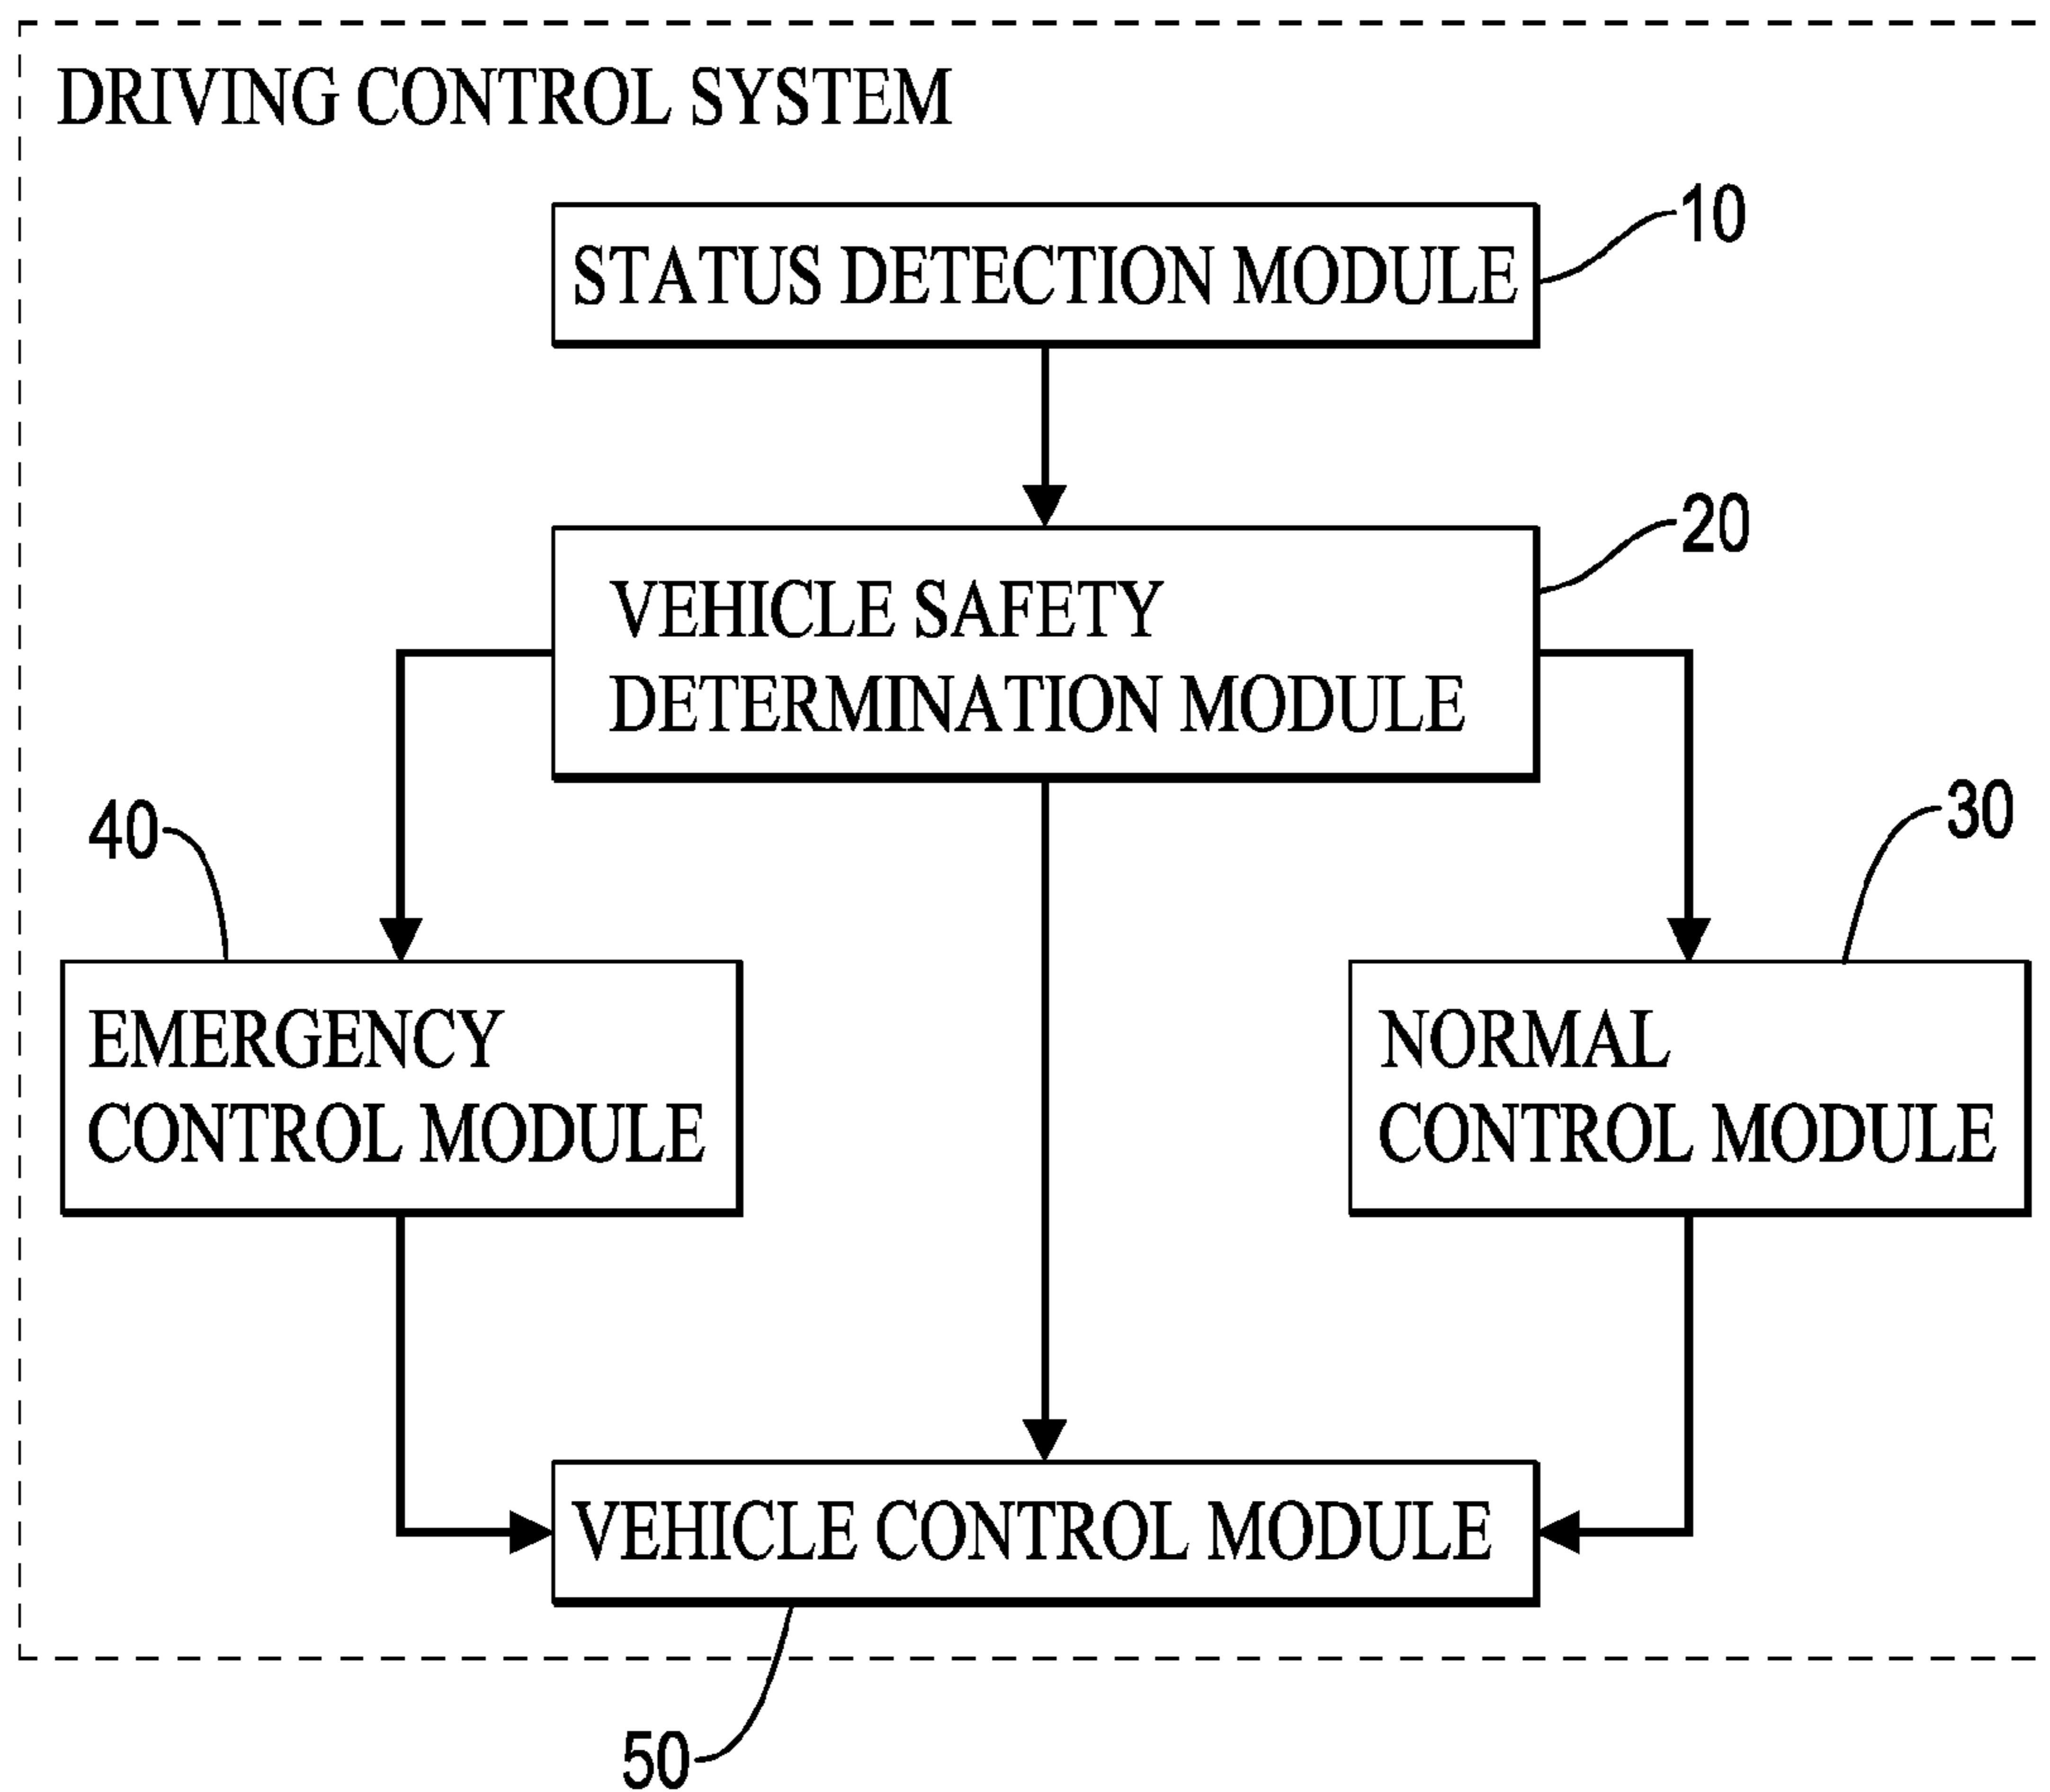 DRIVING CONTROL SYSTEM
10
STATUS DETECTION MODULE
20
VEHICLE SAFETY
DETERMINATION MODULE
40
30
EMERGENCY
CONTROL MODULE
NORMAL
CONTROL MODULE
VEHICLE CONTROL MODULE
50